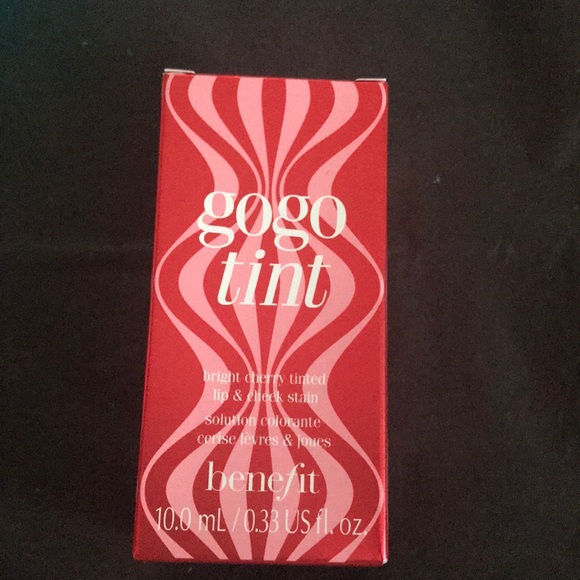 gogo
tint
bright cherry tinted
lip & cheek stain
solution colorante
cerise lèvres & joues
benefit
10.0 mL / 0.33 US fl. oz.